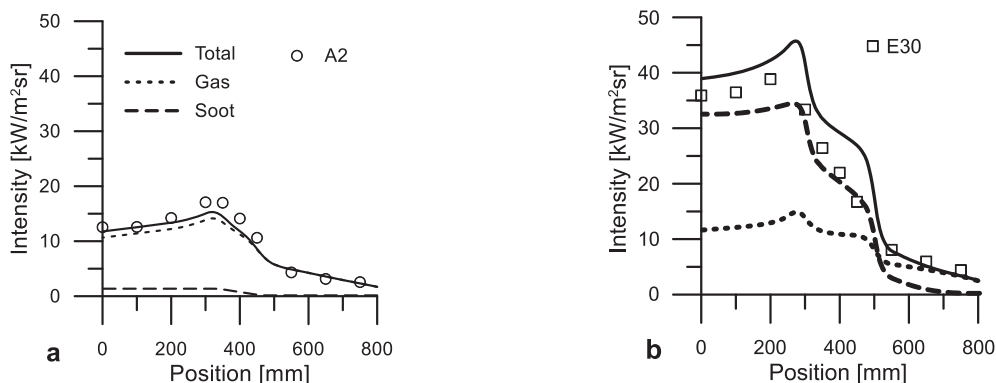 50
40
30
20
10
0
Intensity [kW/m²sr]
Total
Gas
Soot
A2
0 200 400 600 800
Position [mm]
a
50
40
30
20
10
0
Intensity [kW/m²sr]
E30
0 200 400 600 800
Position [mm]
b